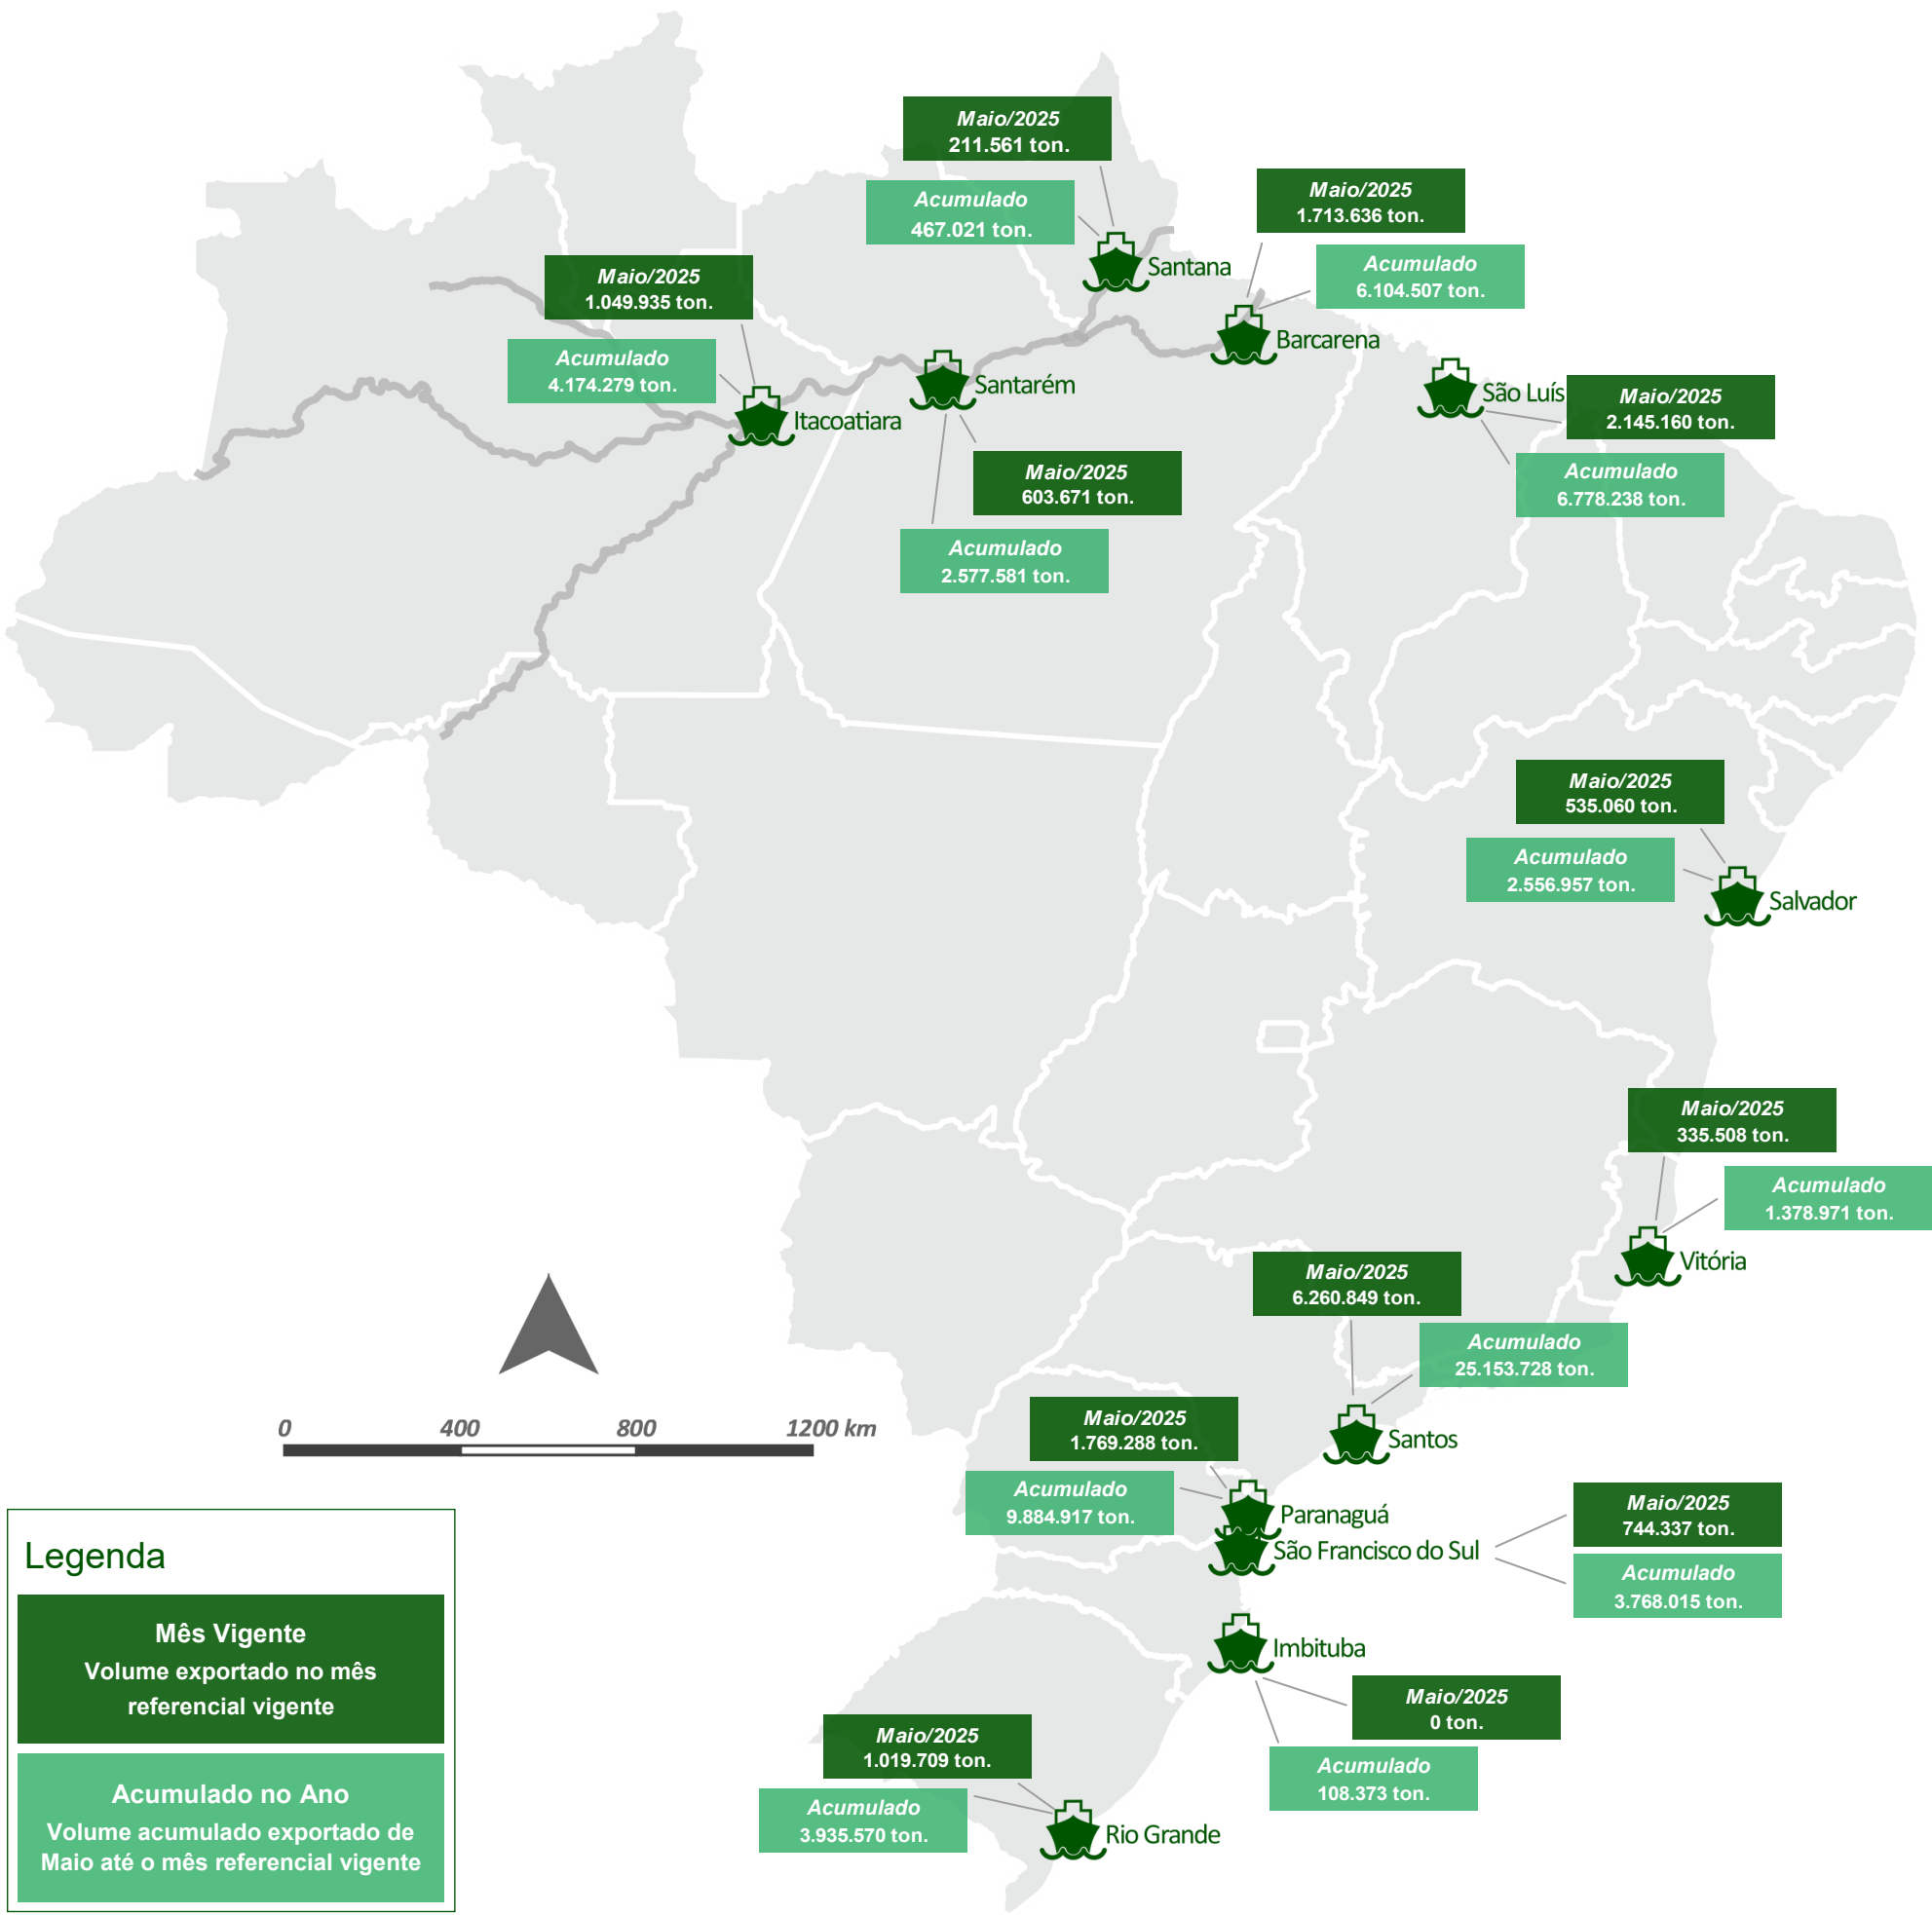 Maio/2025
211.561 ton.
Acumulado
467.021 ton.
Santana
Maio/2025
1.713.636 ton.
Acumulado
6.104.507 ton.
Barcarena
Maio/2025
1.049.935 ton.
Acumulado
4.174.279 ton.
Itacoatiara
Santarém
Maio/2025
603.671 ton.
Acumulado
2.577.581 ton.
São Luís
Maio/2025
2.145.160 ton.
Acumulado
6.778.238 ton.
Maio/2025
535.060 ton.
Acumulado
2.556.957 ton.
Salvador
Maio/2025
335.508 ton.
Acumulado
1.378.971 ton.
Vitória
Maio/2025
6.260.849 ton.
Acumulado
25.153.728 ton.
Santos
Maio/2025
1.769.288 ton.
Acumulado
9.884.917 ton.
Paranaguá
São Francisco do Sul
Maio/2025
744.337 ton.
Acumulado
3.768.015 ton.
Imbituba
Maio/2025
0 ton.
Acumulado
108.373 ton.
Maio/2025
1.019.709 ton.
Acumulado
3.935.570 ton.
Rio Grande
0 400 800 1200 km
Legenda
Mês Vigente
Volume exportado no mês
referencial vigente
Acumulado no Ano
Volume acumulado exportado de
Maio até o mês referencial vigente